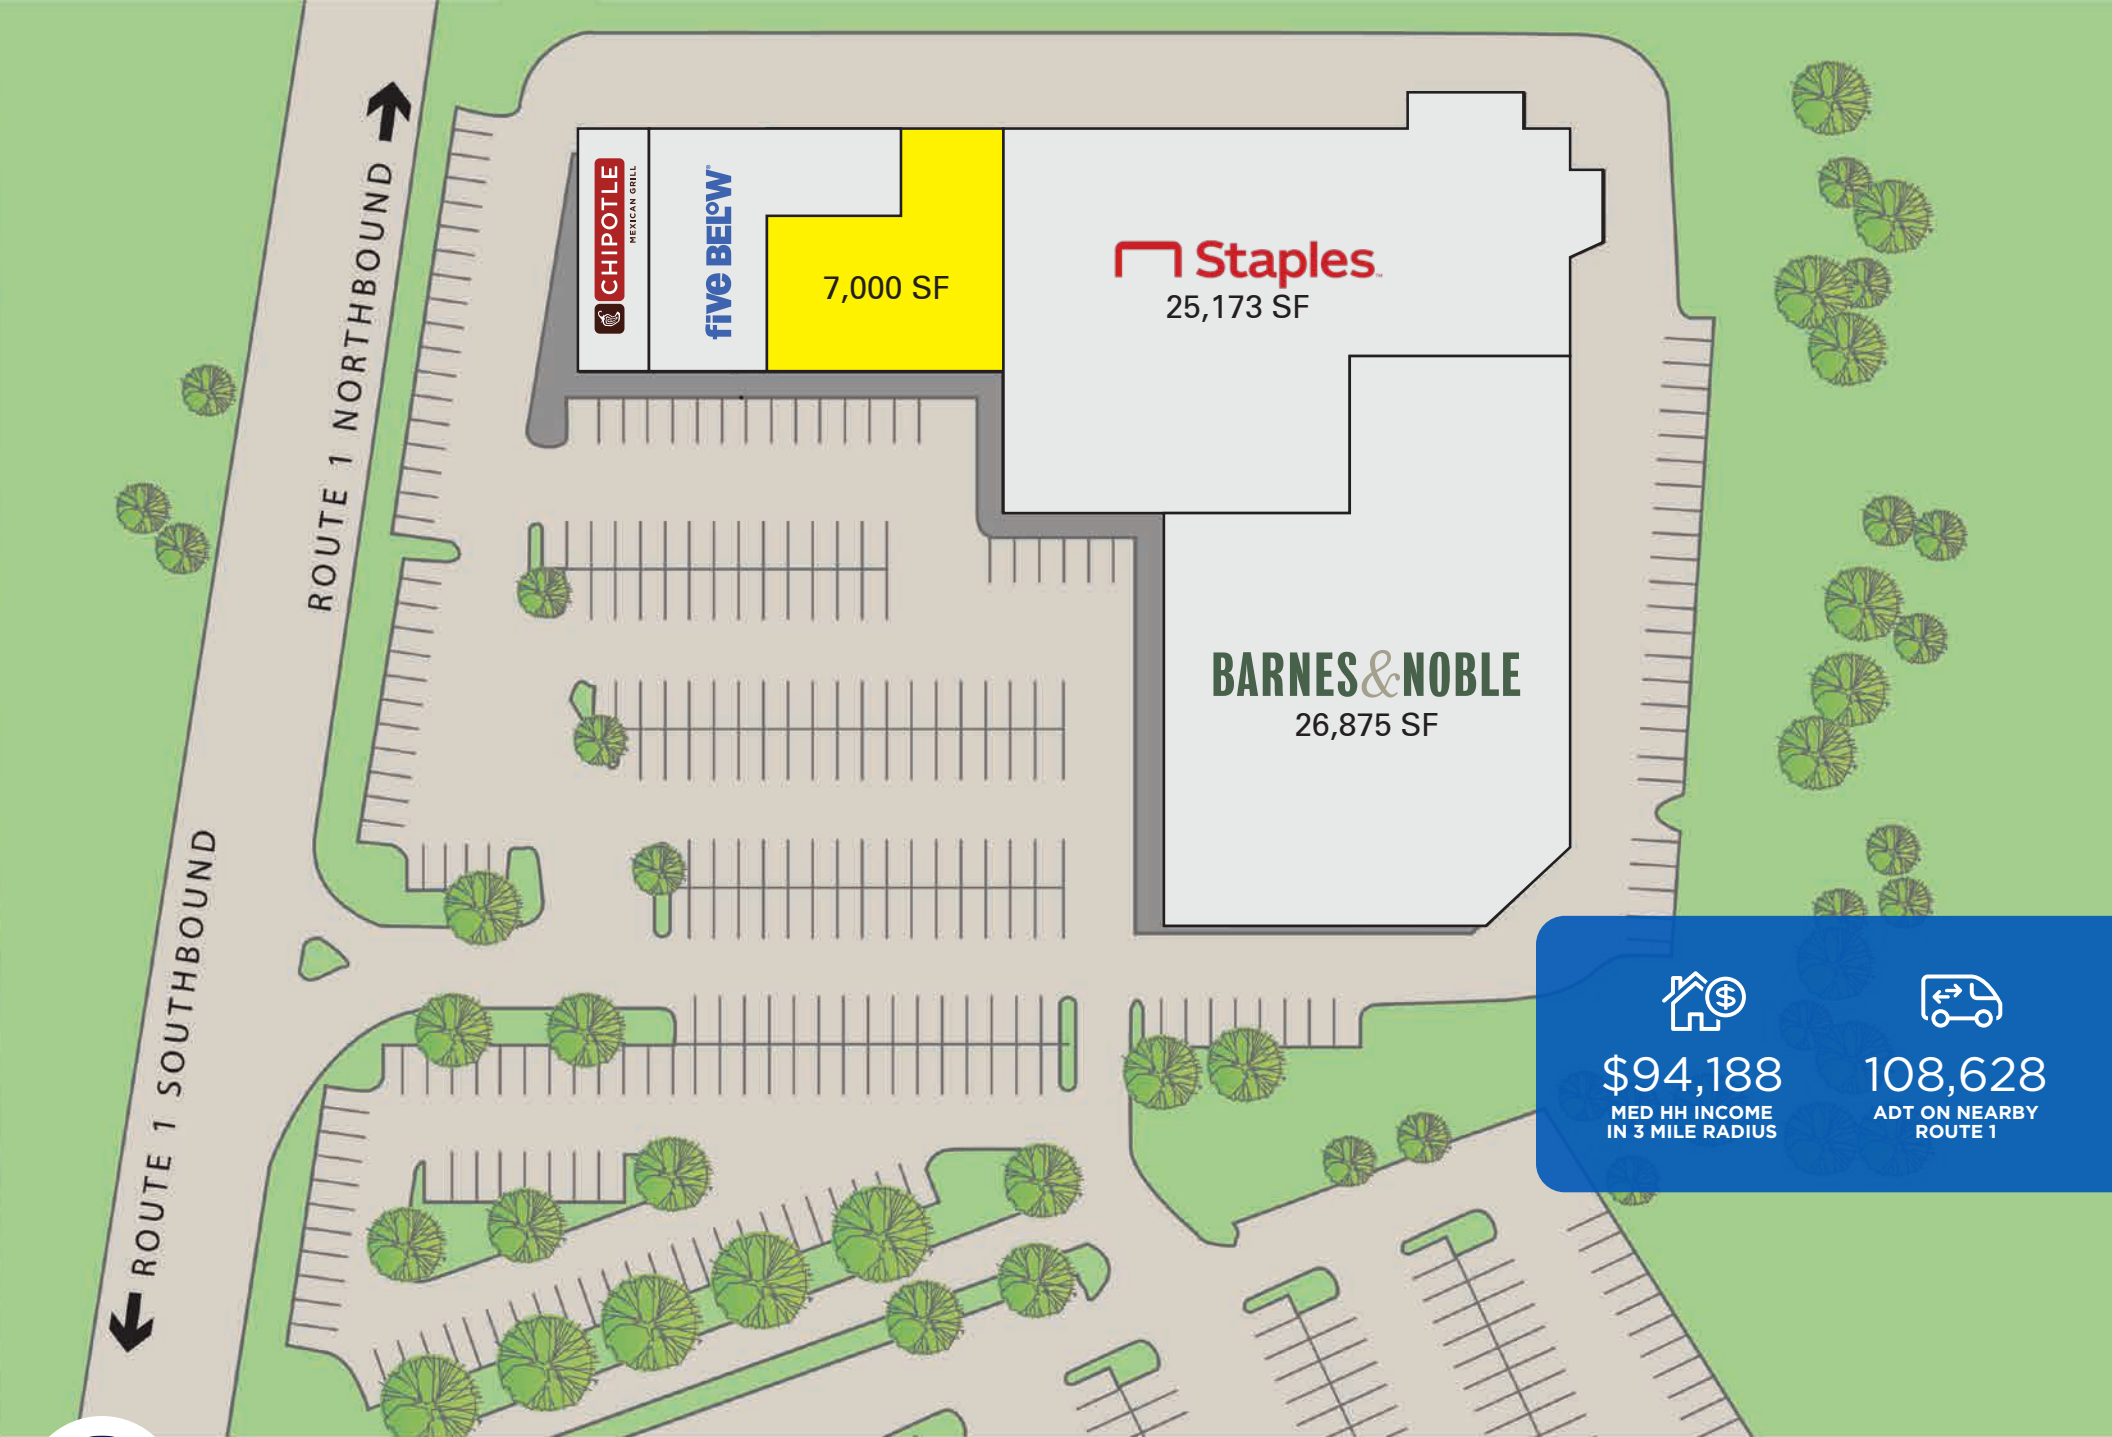 ROUTE 1 NORTHBOUND
ROUTE 1 SOUTHBOUND
CHIPOTLE
MEXICAN GRILL
five BELOW
7,000 SF
Staples
25,173 SF
BARNES & NOBLE
26,875 SF
$94,188
MED HH INCOME
IN 3 MILE RADIUS
108,628
ADT ON NEARBY
ROUTE 1